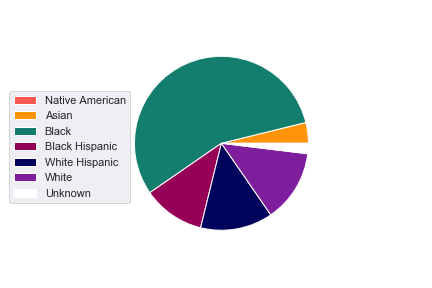 Native American
Asian
Black
Black Hispanic
White Hispanic
White
Unknown